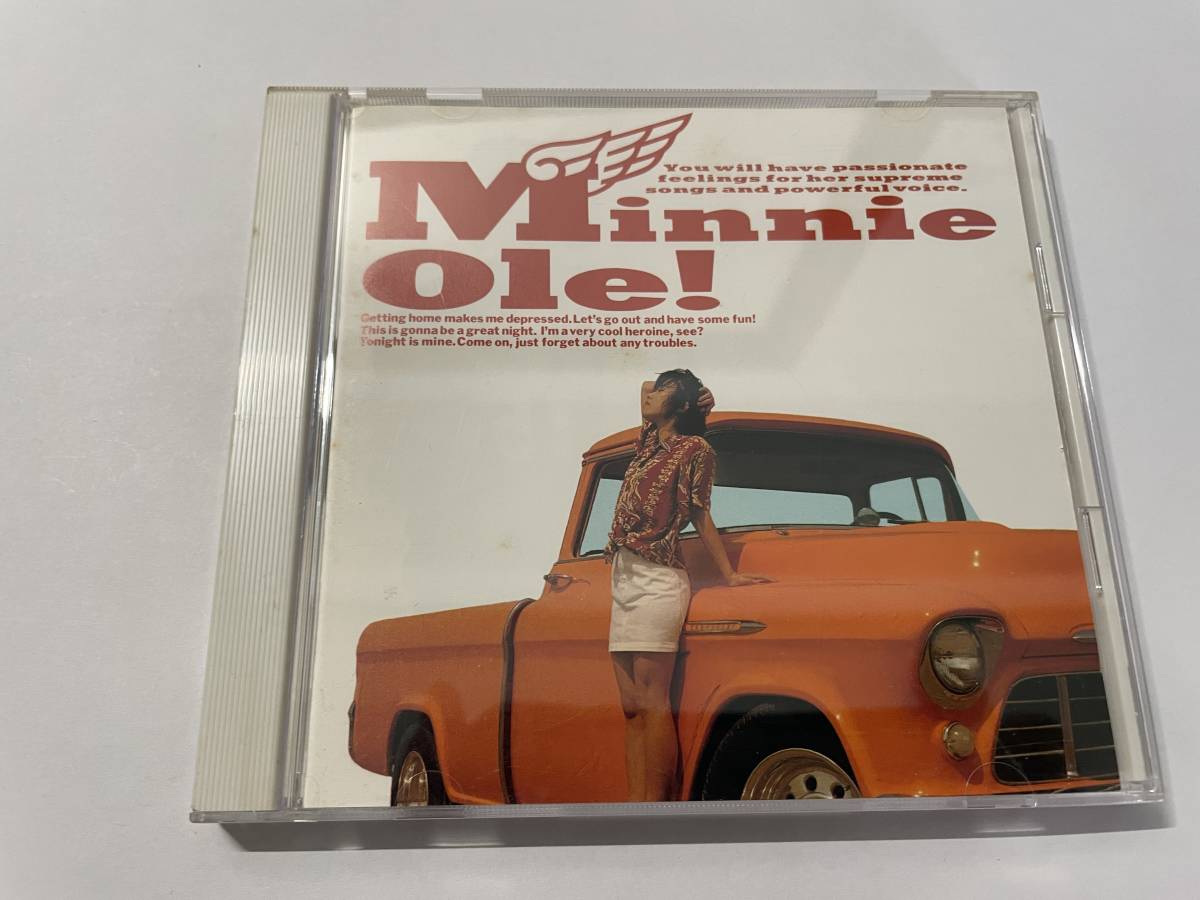 You will have passionate
feelings for her supreme
songs and powerful voice.
Minnie
Ole!
Getting home makes me depressed. Let's go out and have some fun!
This is gonna be a great night. I'm a very cool heroine, see?
Tonight is mine. Come on, just forget about any troubles.